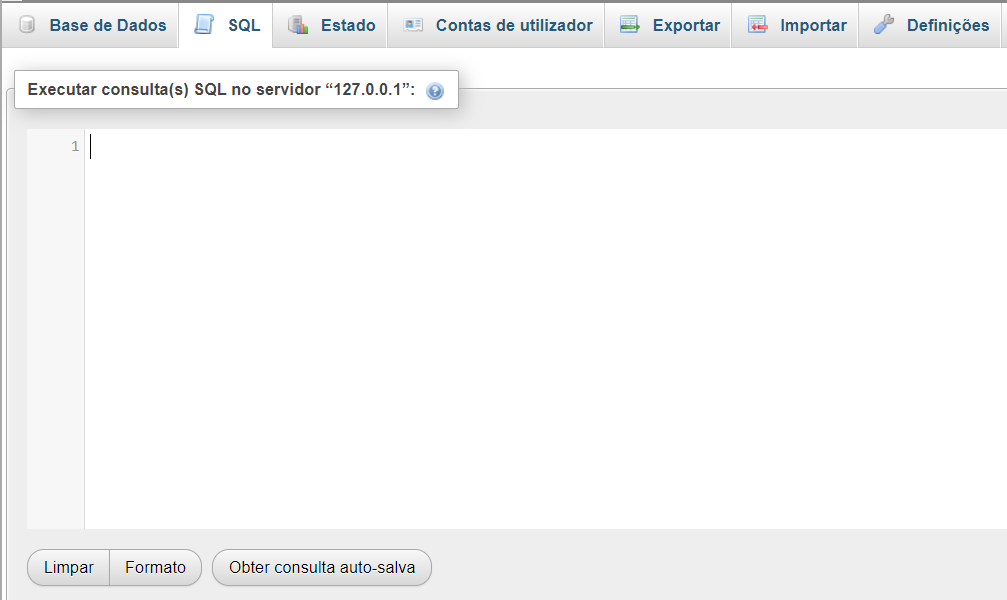 Base de Dados SQL Estado Contas de utilizador Exportar Importar Definições
Executar consulta(s) SQL no servidor “127.0.0.1”:
1
Limpar Formato Obter consulta auto-salva